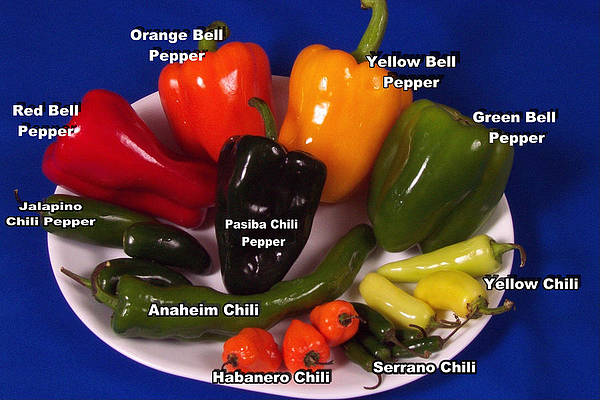 Orange Bell
Pepper
Yellow Bell
Pepper
Red Bell
Pepper
Green Bell
Pepper
Jalapino
Chili Pepper
Pasiba Chili
Pepper
Yellow Chili
Anaheim Chili
Serrano Chili
Habanero Chili